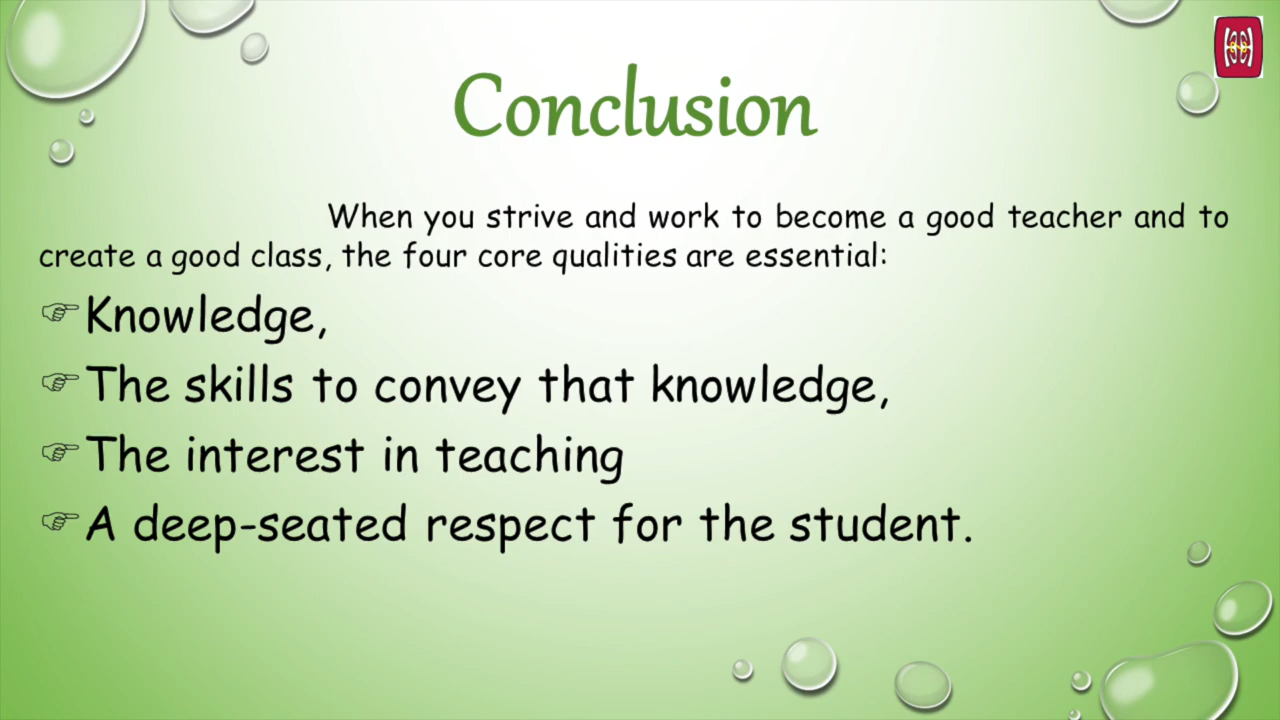 Conclusion
When you strive and work to become a good teacher and to
create a good class, the four core qualities are essential:
Knowledge,
The skills to convey that knowledge,
The interest in teaching
A deep-seated respect for the student.